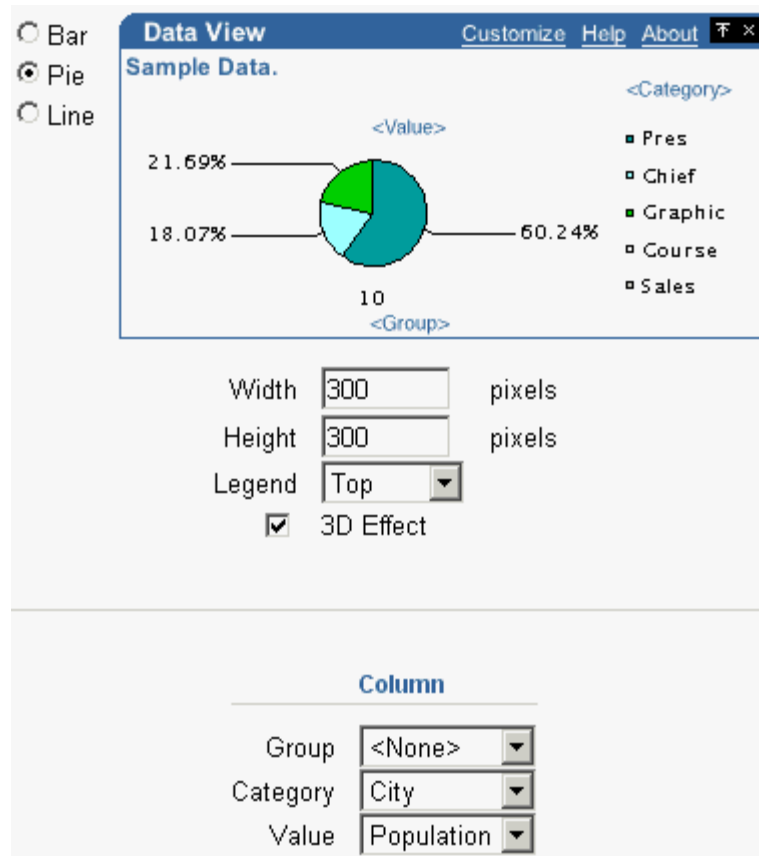 Bar
Pie
Line
Data View Customize Help About
Sample Data.
<Category>
<Value>
Pres
21.69%
Chief
Graphic
18.07%
60.24%
Course
Sales
10
<Group>
Width 300 pixels
Height 300 pixels
Legend Top
3D Effect
Column
Group <None>
Category City
Value Population